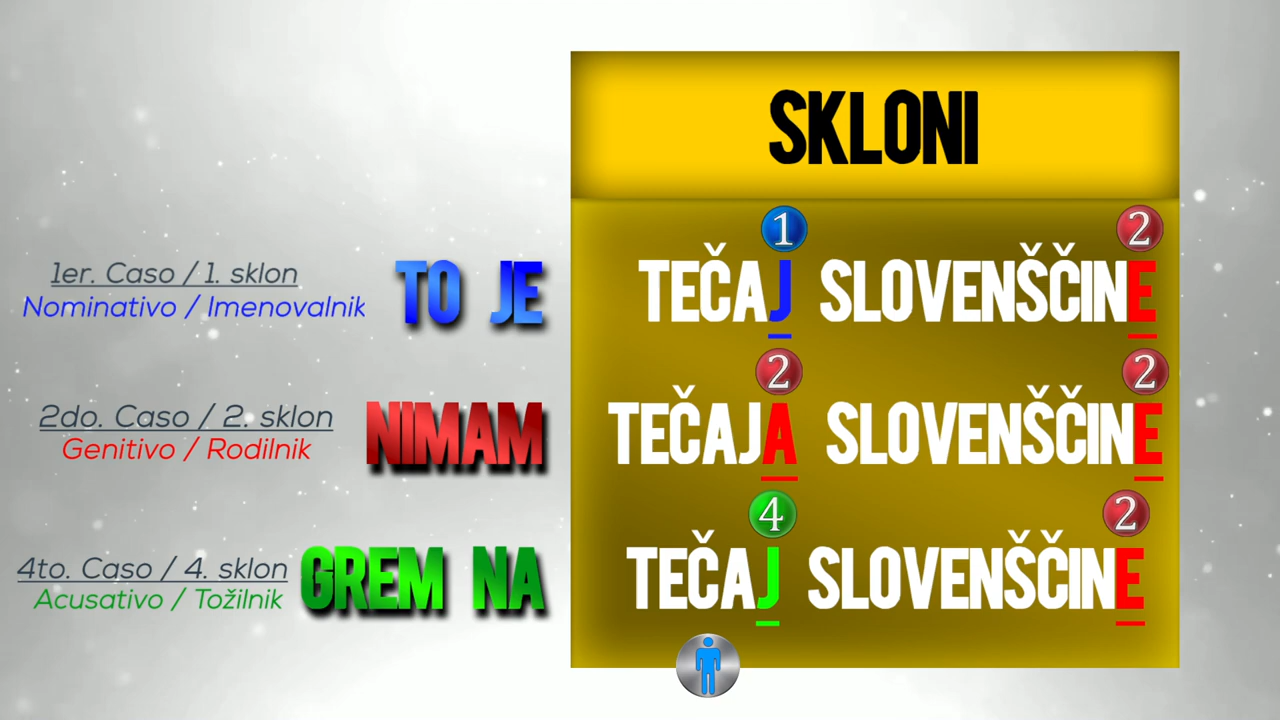 SKLONI
1er. Caso / 1. sklon
Nominativo / Imenovalnik
TO JE
1 2
TEČAJ SLOVENŠČINE
2do. Caso / 2. sklon
Genitivo / Rodilnik
NIMAM
2 2
TEČAJA SLOVENŠČINE
4to. Caso / 4. sklon
Acusativo / Tožilnik
GREM NA
4 2
TEČAJ SLOVENŠČINE